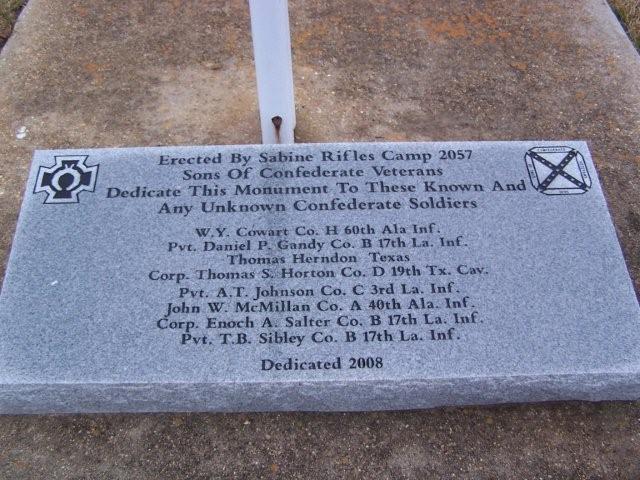 Erected By Sabine Rifles Camp 2057
Sons Of Confederate Veterans
Dedicate This Monument To These Known And
Any Unknown Confederate Soldiers
W.Y. Cowart Co. H 60th Ala Inf.
Pvt. Daniel P. Gandy Co. B 17th La. Inf.
Thomas Herndon Texas
Corp. Thomas S. Horton Co. D 19th Tx. Cav.
Pvt. A.T. Johnson Co. C 3rd La. Inf.
John W. McMillan Co. A 40th Ala. Inf.
Corp. Enoch A. Salter Co. B 17th La. Inf.
Pvt. T.B. Sibley Co. B 17th La. Inf.
Dedicated 2008